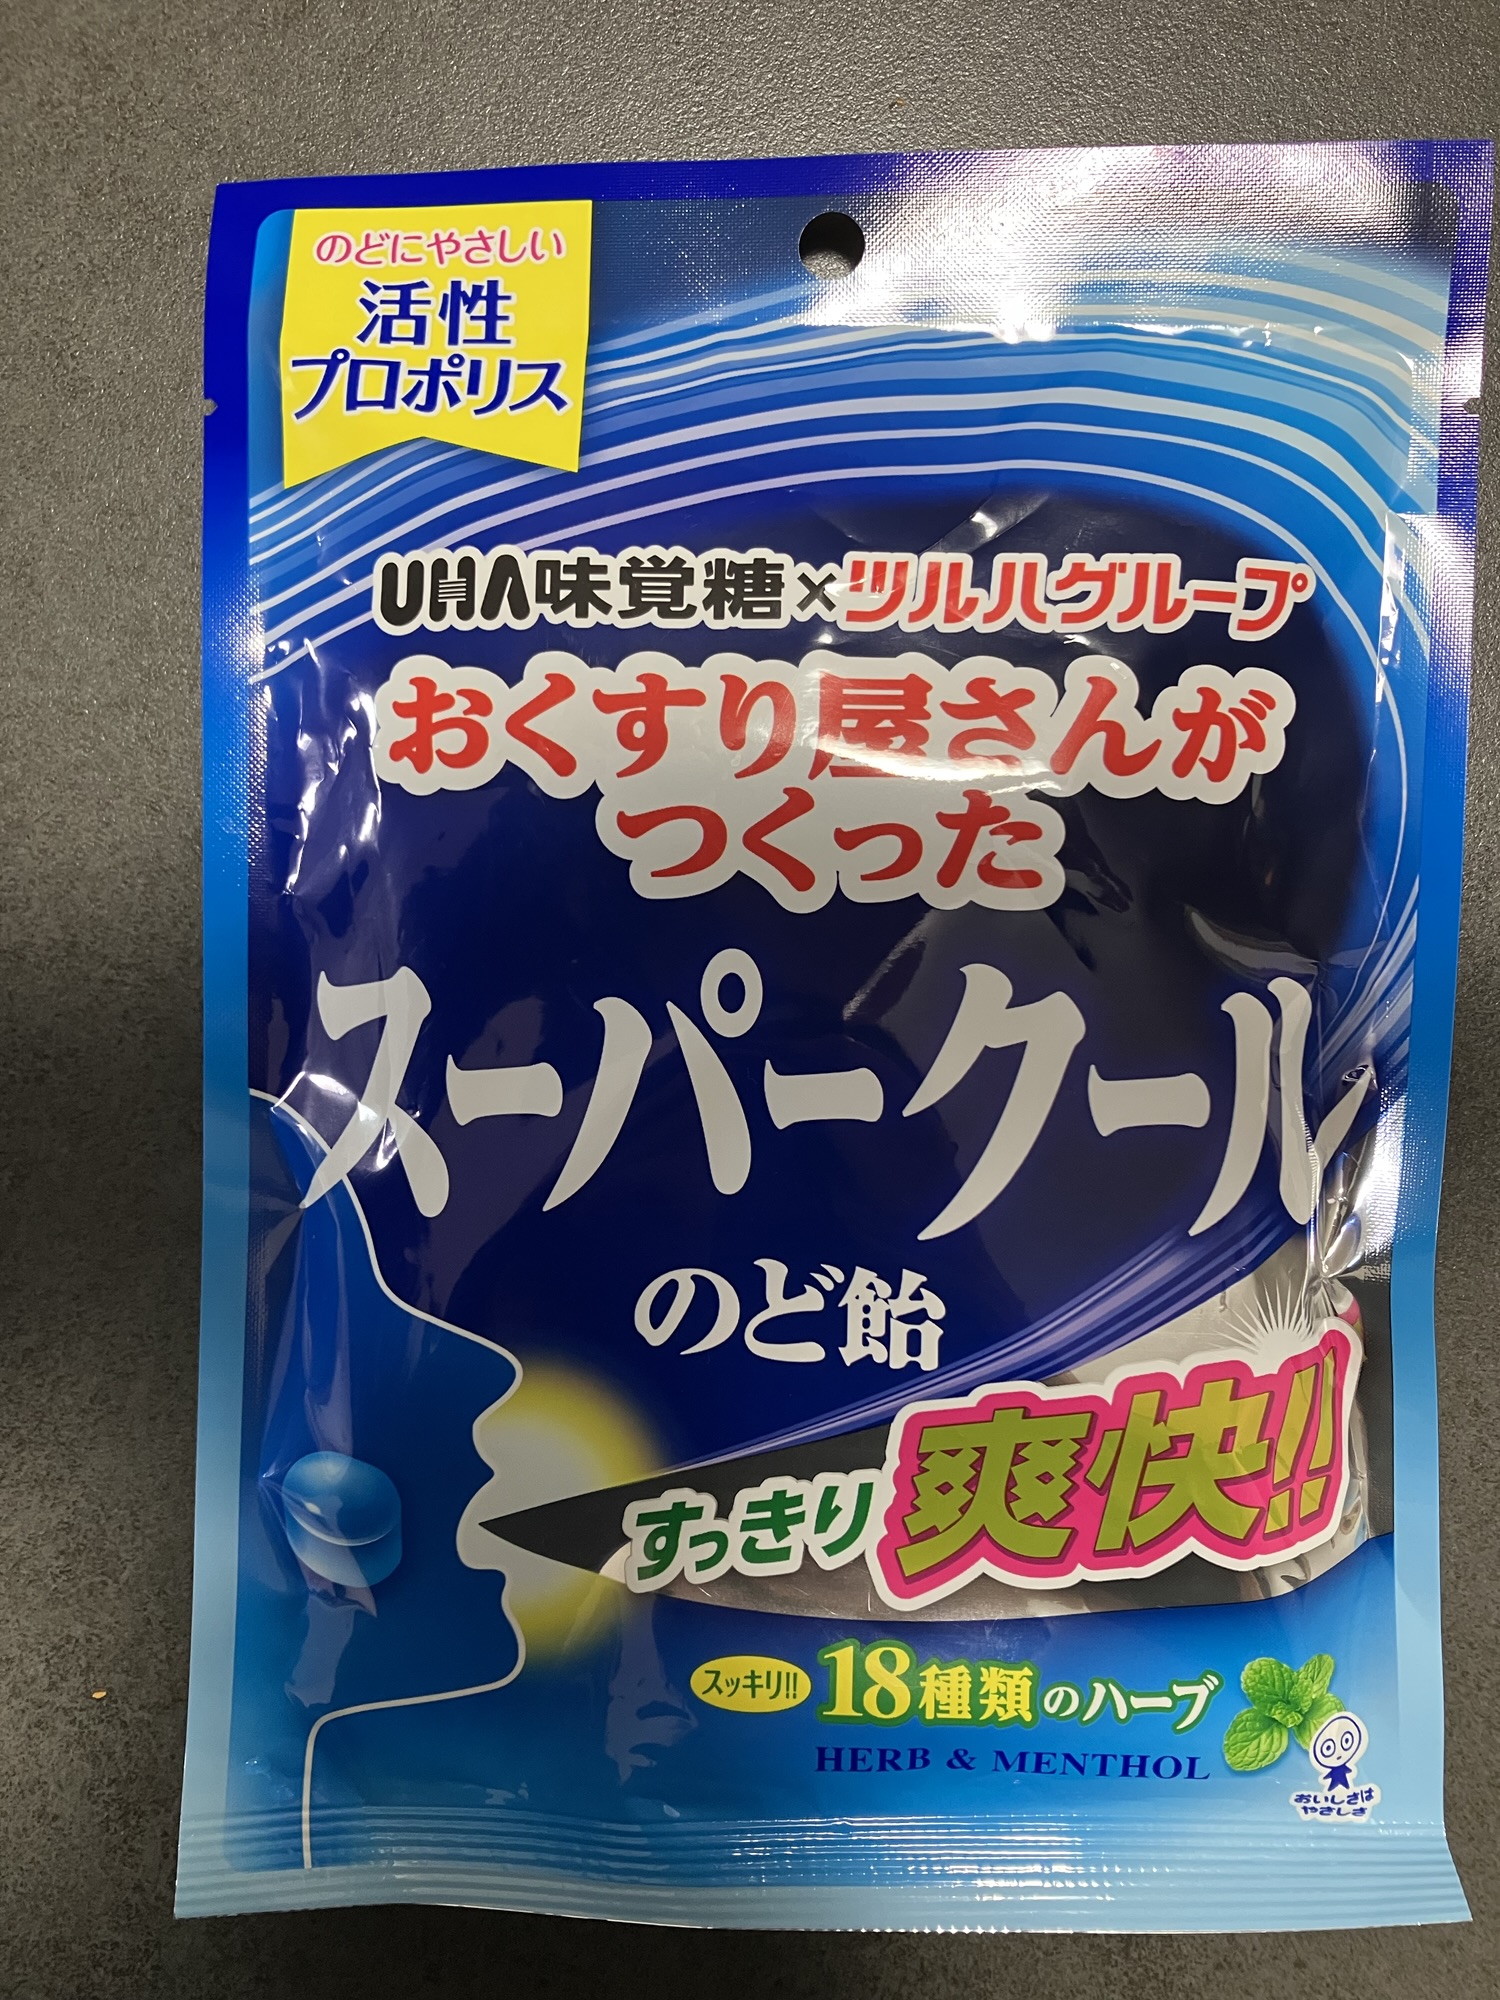 のどにやさしい
活性
プロポリス
UHA味覚糖×ツルハグループ
おくすり屋さんが
つくった
スーパークール
のど飴
すっきり爽快!!
スッキリ!! 18種類のハーブ
HERB & MENTHOL
おいしさは
やさしさ